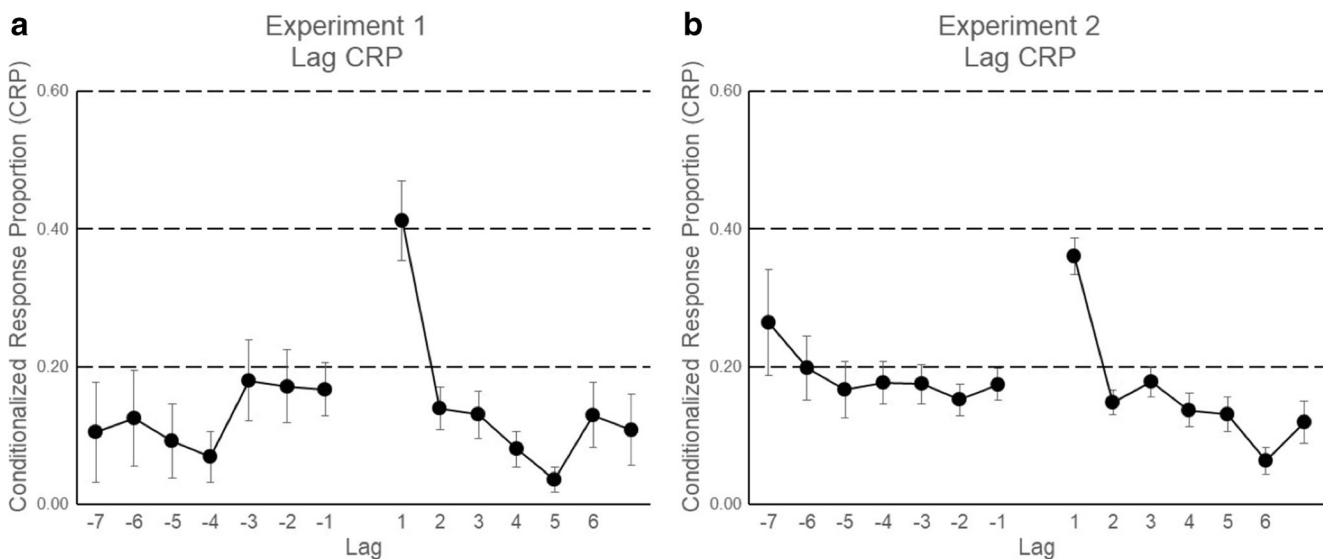 a
Experiment 1
Lag CRP
Conditionalized Response Proportion (CRP)
0.60
0.40
0.20
0.00
-7 -6 -5 -4 -3 -2 -1 1 2 3 4 5 6
Lag
b
Experiment 2
Lag CRP
Conditionalized Response Proportion (CRP)
0.60
0.40
0.20
0.00
-7 -6 -5 -4 -3 -2 -1 1 2 3 4 5 6
Lag